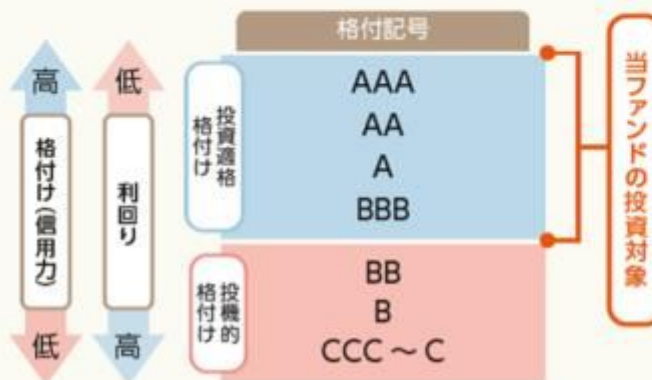 格付記号
高
格付け(信用力)
低
低
利回り
高
投資適格
格付け
AAA
AA
A
BBB
投機的
格付け
BB
B
CCC ~ C
当ファンドの投資対象